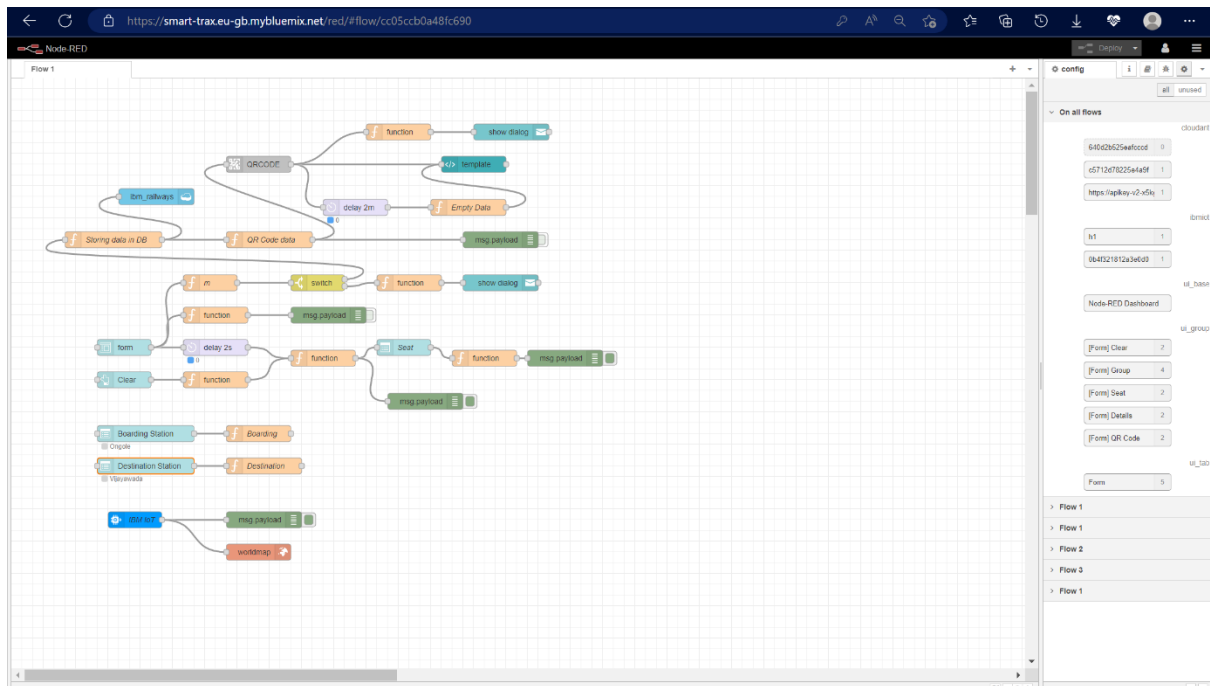 https://smart-trax.eu-gb.mybluemix.net/red/#flow/cc05ccb0a48fc690
Node-RED
Deploy
Flow 1
config
i
all unused
function
show dialog
QRCODE
</> template
ibm_railways
delay 2m
0
Empty Data
Storing data in DB
QR Code data
msg.payload
m
switch
function
show dialog
function
msg.payload
form
delay 2s
0
function
Seat
function
msg.payload
Clear
function
msg.payload
Boarding Station
Boarding
Ongole
Destination Station
Destination
Vijayawada
IBM IoT
msg.payload
worldmap
On all flows
0
c5712d78225e4a9f 1
1
ibmiot
h1 1
0b4f321812a3e6d0 1
ui_base
Node-RED Dashboard
ui_group
[Form] Clear 2
[Form] Group 4
[Form] Seat 2
[Form] Details 2
[Form] QR Code 2
ui_tab
Form 5
Flow 1
Flow 1
Flow 2
Flow 3
Flow 1